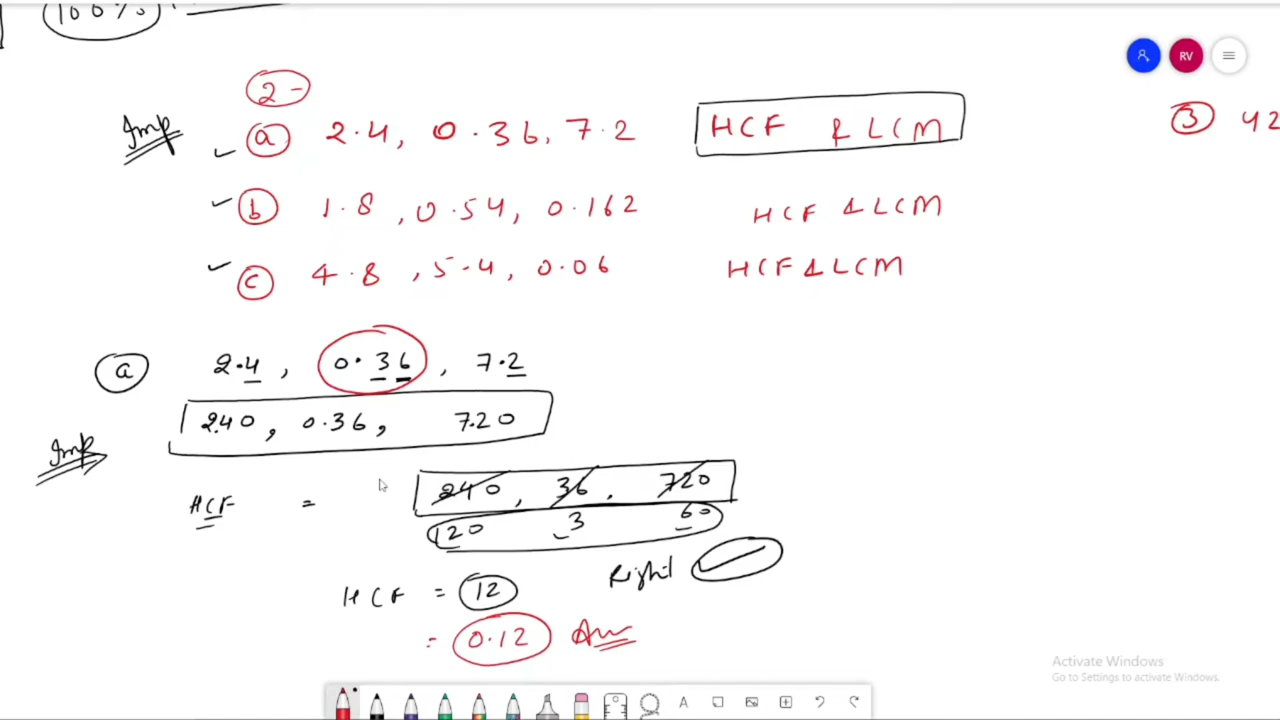 100%
2-
Imp
a 2.4, 0.36, 7.2 HCF & LCM
b 1.8, 0.54, 0.162 HCF & LCM
c 4.8, 5.4, 0.06 HCF & LCM
3 42
RV
a 2.4, 0.36, 7.2
2.40, 0.36, 7.20
Imp
HCF = 240, 36, 720
120 3 60
Right
HCF = 12
= 0.12 Ans
A
Activate Windows
Go to Settings to activate Windows.